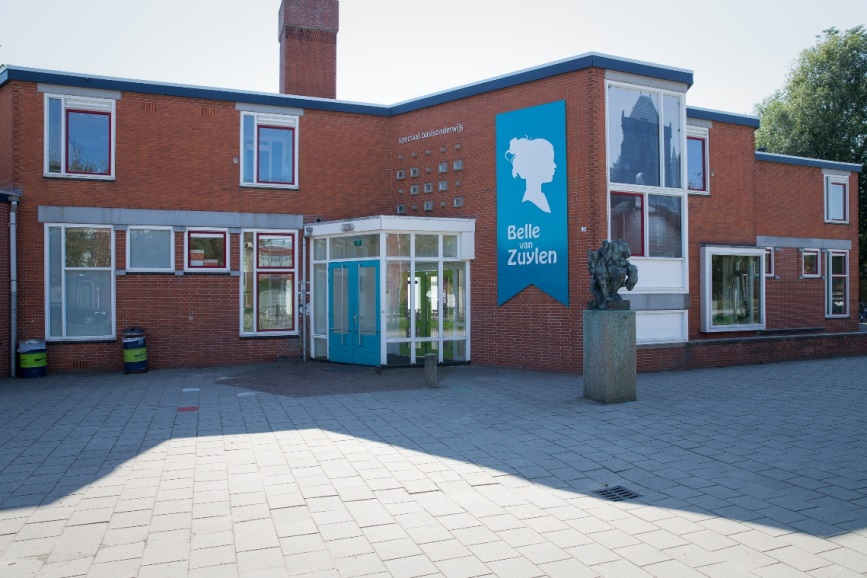 speciaal basisonderwijs
Belle
van
Zuylen